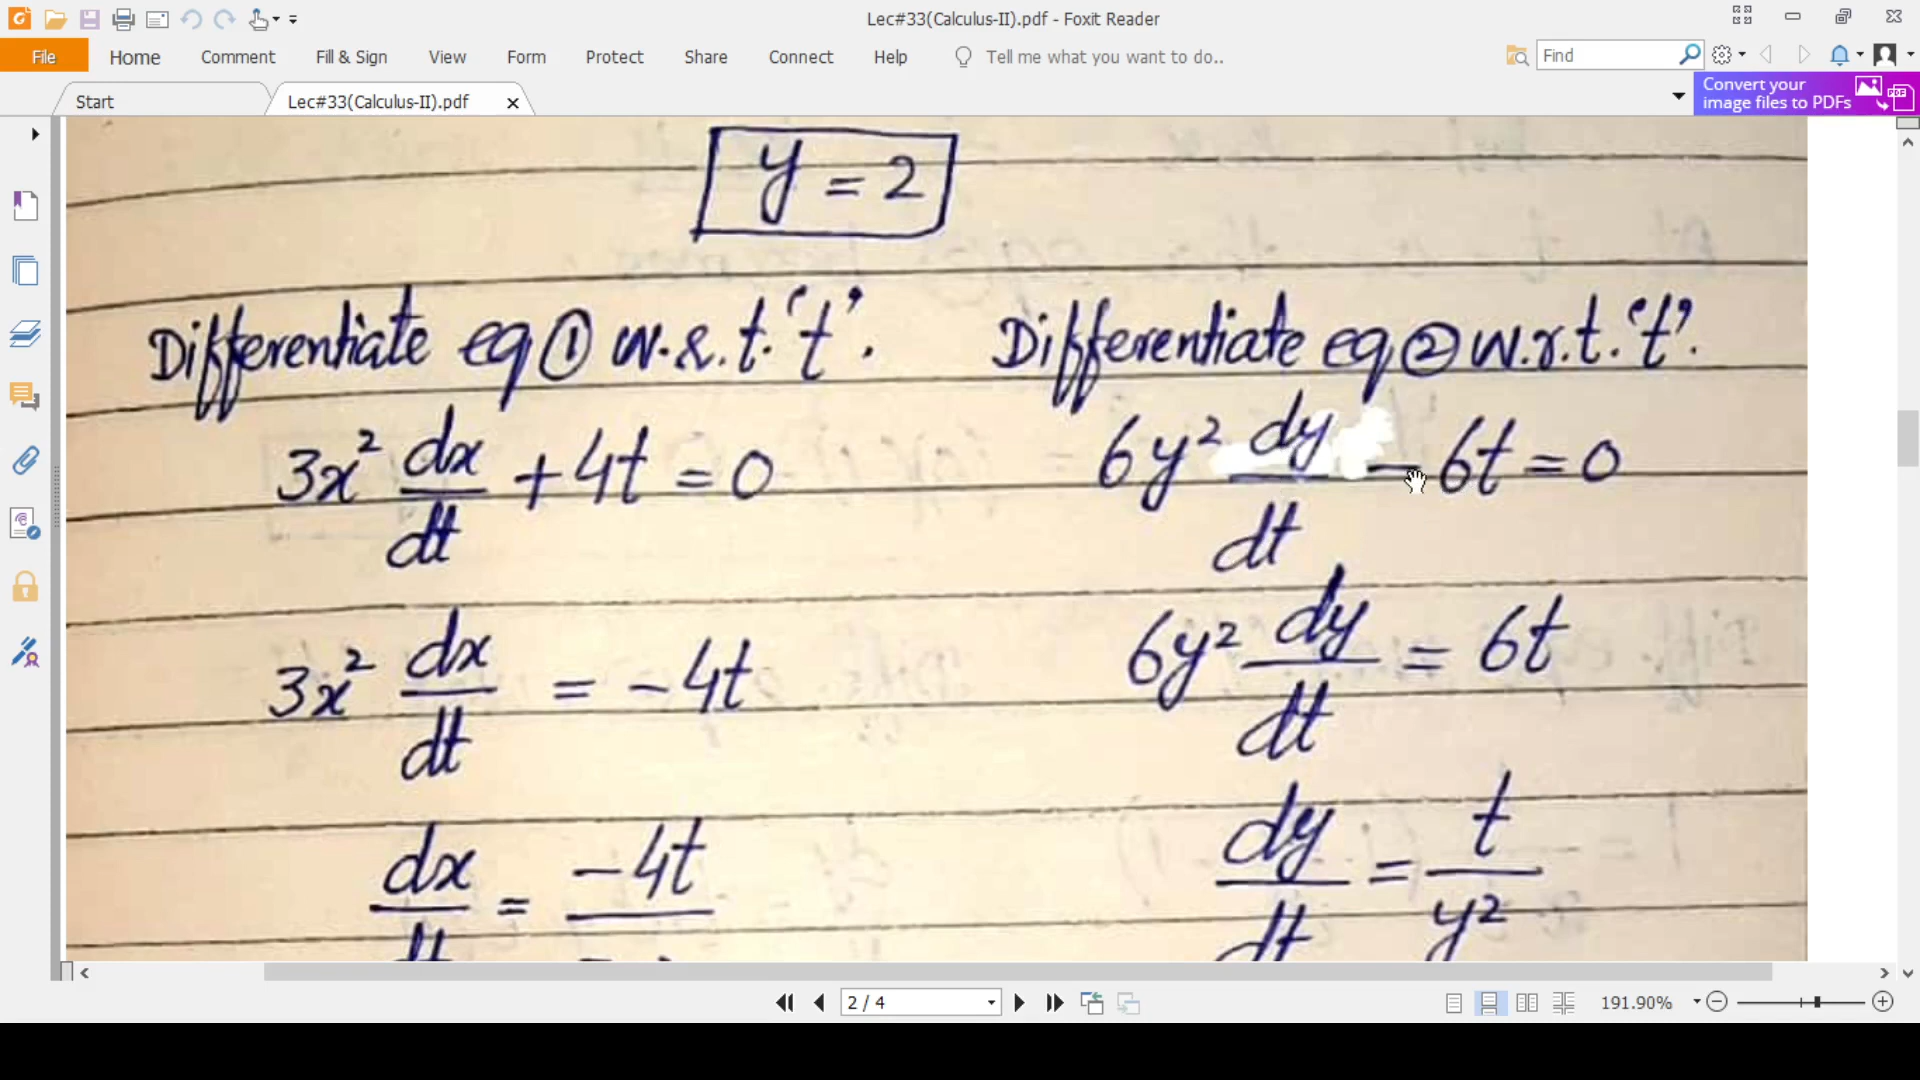 Lec#33(Calculus-II).pdf - Foxit Reader
File Home Comment Fill & Sign View Form Protect Share Connect Help Tell me what you want to do.. Find
Start Lec#33(Calculus-II).pdf
Convert your
image files to PDFs
y = 2
Differentiate eq ① w.r.t. 't'.
3x² dx/dt + 4t = 0
3x² dx/dt = -4t
dx/dt = -4t
Differentiate eq ② w.r.t. 't'.
6y² dy/dt - 6t = 0
6y² dy/dt = 6t
dy/dt = t/y²
2 / 4
191.90%